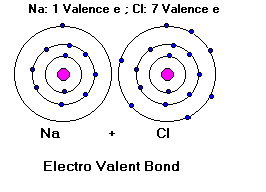 Na: 1 Valence e ; Cl: 7 Valence e
Na + Cl
Electro Valent Bond